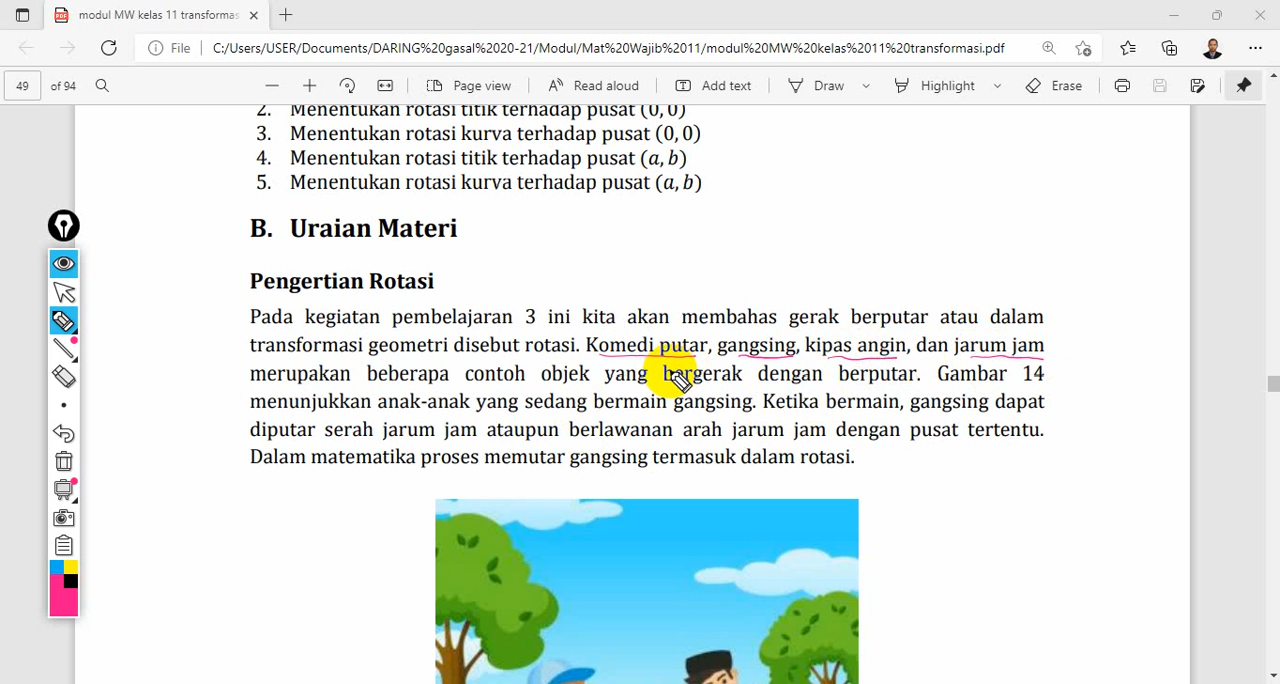 modul MW kelas 11 transformas
File
C:/Users/USER/Documents/DARING%20gasal%202020-21/Modul/Mat%20Wajib%2011/modul%20MW%20kelas%2011%20transformasi.pdf
49 of 94
Page view
Read aloud
Add text
Draw
Highlight
Erase
2. Menentukan rotasi titik terhadap pusat (0, 0)
3. Menentukan rotasi kurva terhadap pusat (0, 0)
4. Menentukan rotasi titik terhadap pusat (a, b)
5. Menentukan rotasi kurva terhadap pusat (a, b)
B. Uraian Materi
Pengertian Rotasi
Pada kegiatan pembelajaran 3 ini kita akan membahas gerak berputar atau dalam
transformasi geometri disebut rotasi. Komedi putar, gangsing, kipas angin, dan jarum jam
merupakan beberapa contoh objek yang bergerak dengan berputar. Gambar 14
menunjukkan anak-anak yang sedang bermain gangsing. Ketika bermain, gangsing dapat
diputar serah jarum jam ataupun berlawanan arah jarum jam dengan pusat tertentu.
Dalam matematika proses memutar gangsing termasuk dalam rotasi.